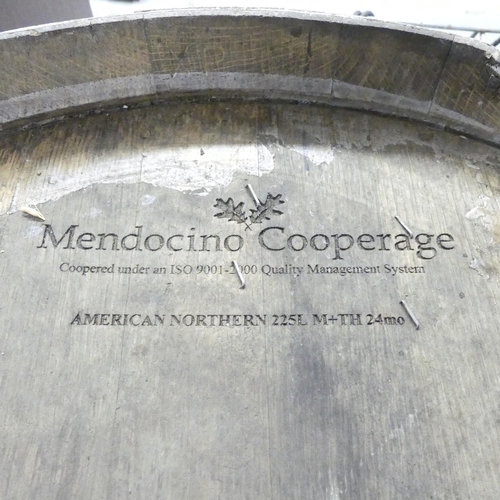 Mendocino Cooperage
Coopered under an ISO 9001-2000 Quality Management System
AMERICAN NORTHERN 225L M+TH 24mo